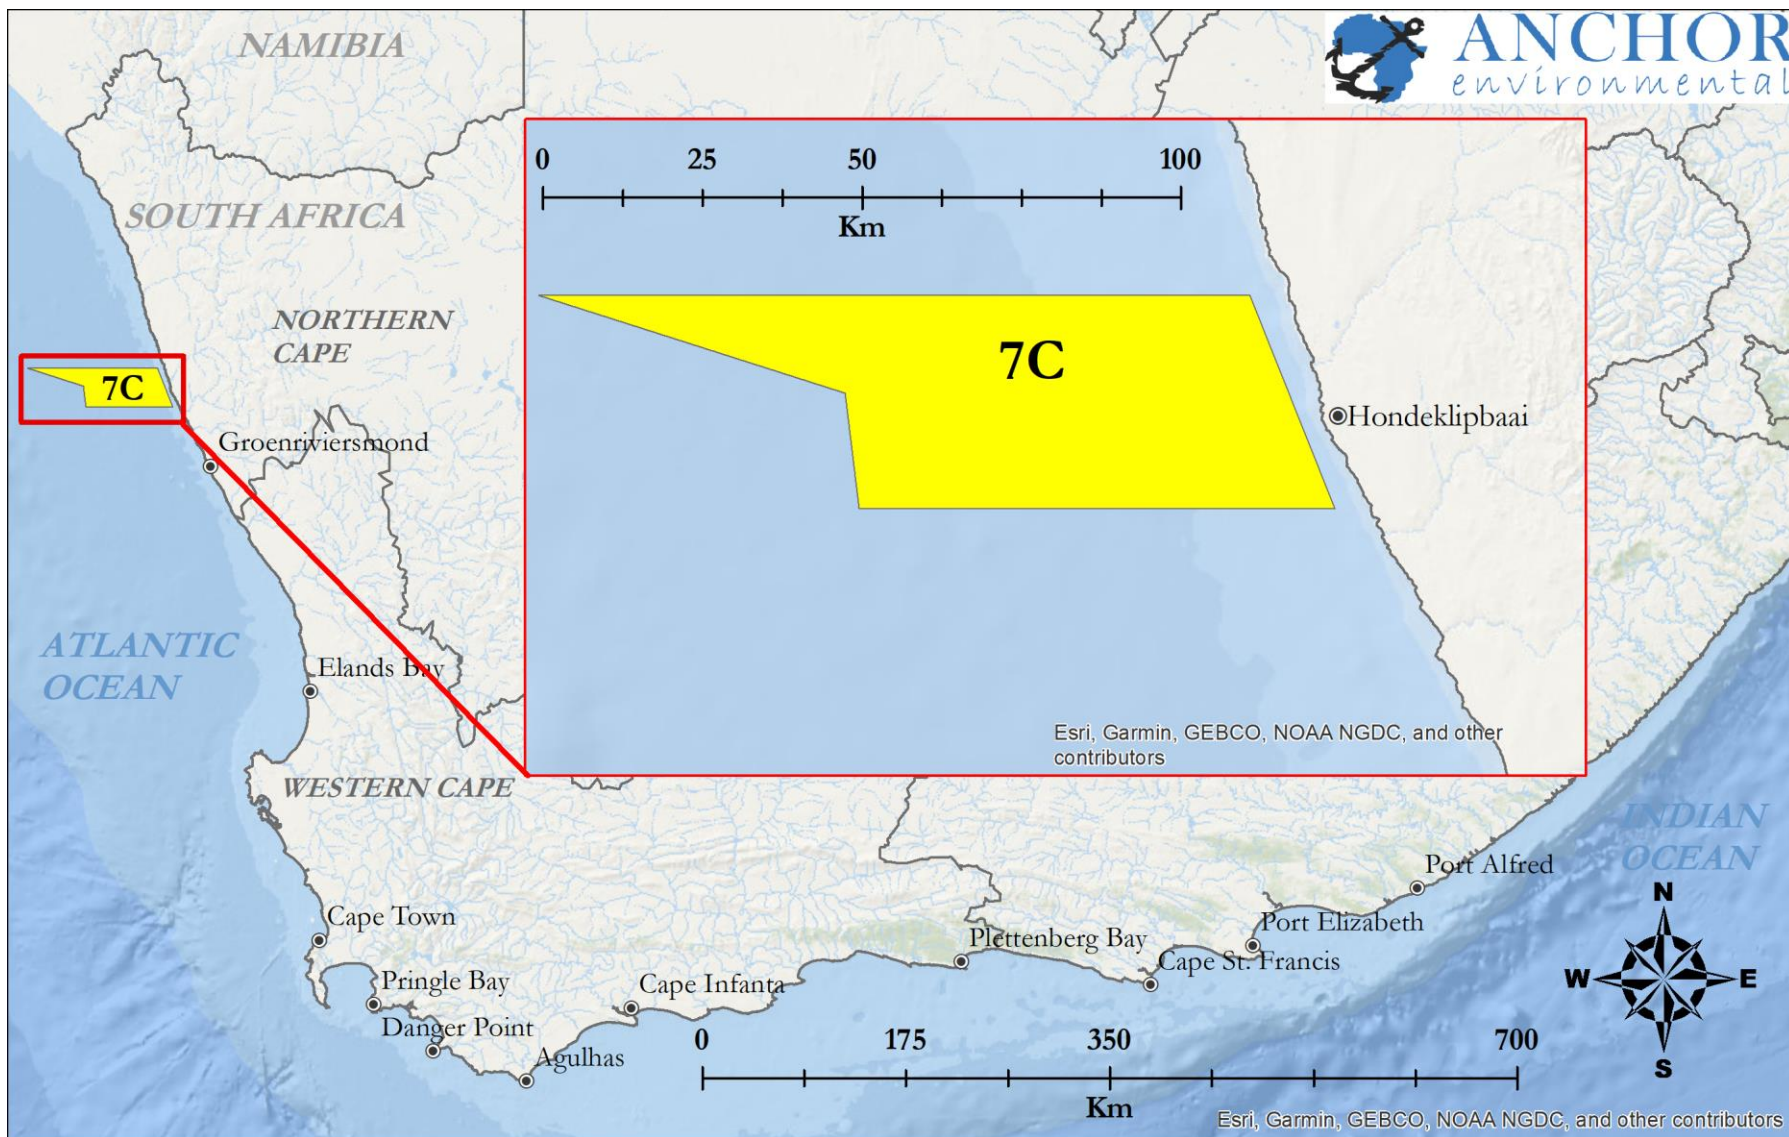 NAMIBIA
ANCHOR
environmental
SOUTH AFRICA
NORTHERN
CAPE
7C
Groenriviersmond
ATLANTIC
OCEAN
Elands Bay
WESTERN CAPE
0 25 50 100
Km
7C
Hondeklipbaai
Esri, Garmin, GEBCO, NOAA NGDC, and other
contributors
INDIAN
OCEAN
Port Alfred
Cape Town
Port Elizabeth
Plettenberg Bay
Cape St. Francis
Pringle Bay
Cape Infanta
Danger Point
Agulhas
N
W E
S
0 175 350 700
Km
Esri, Garmin, GEBCO, NOAA NGDC, and other contributors